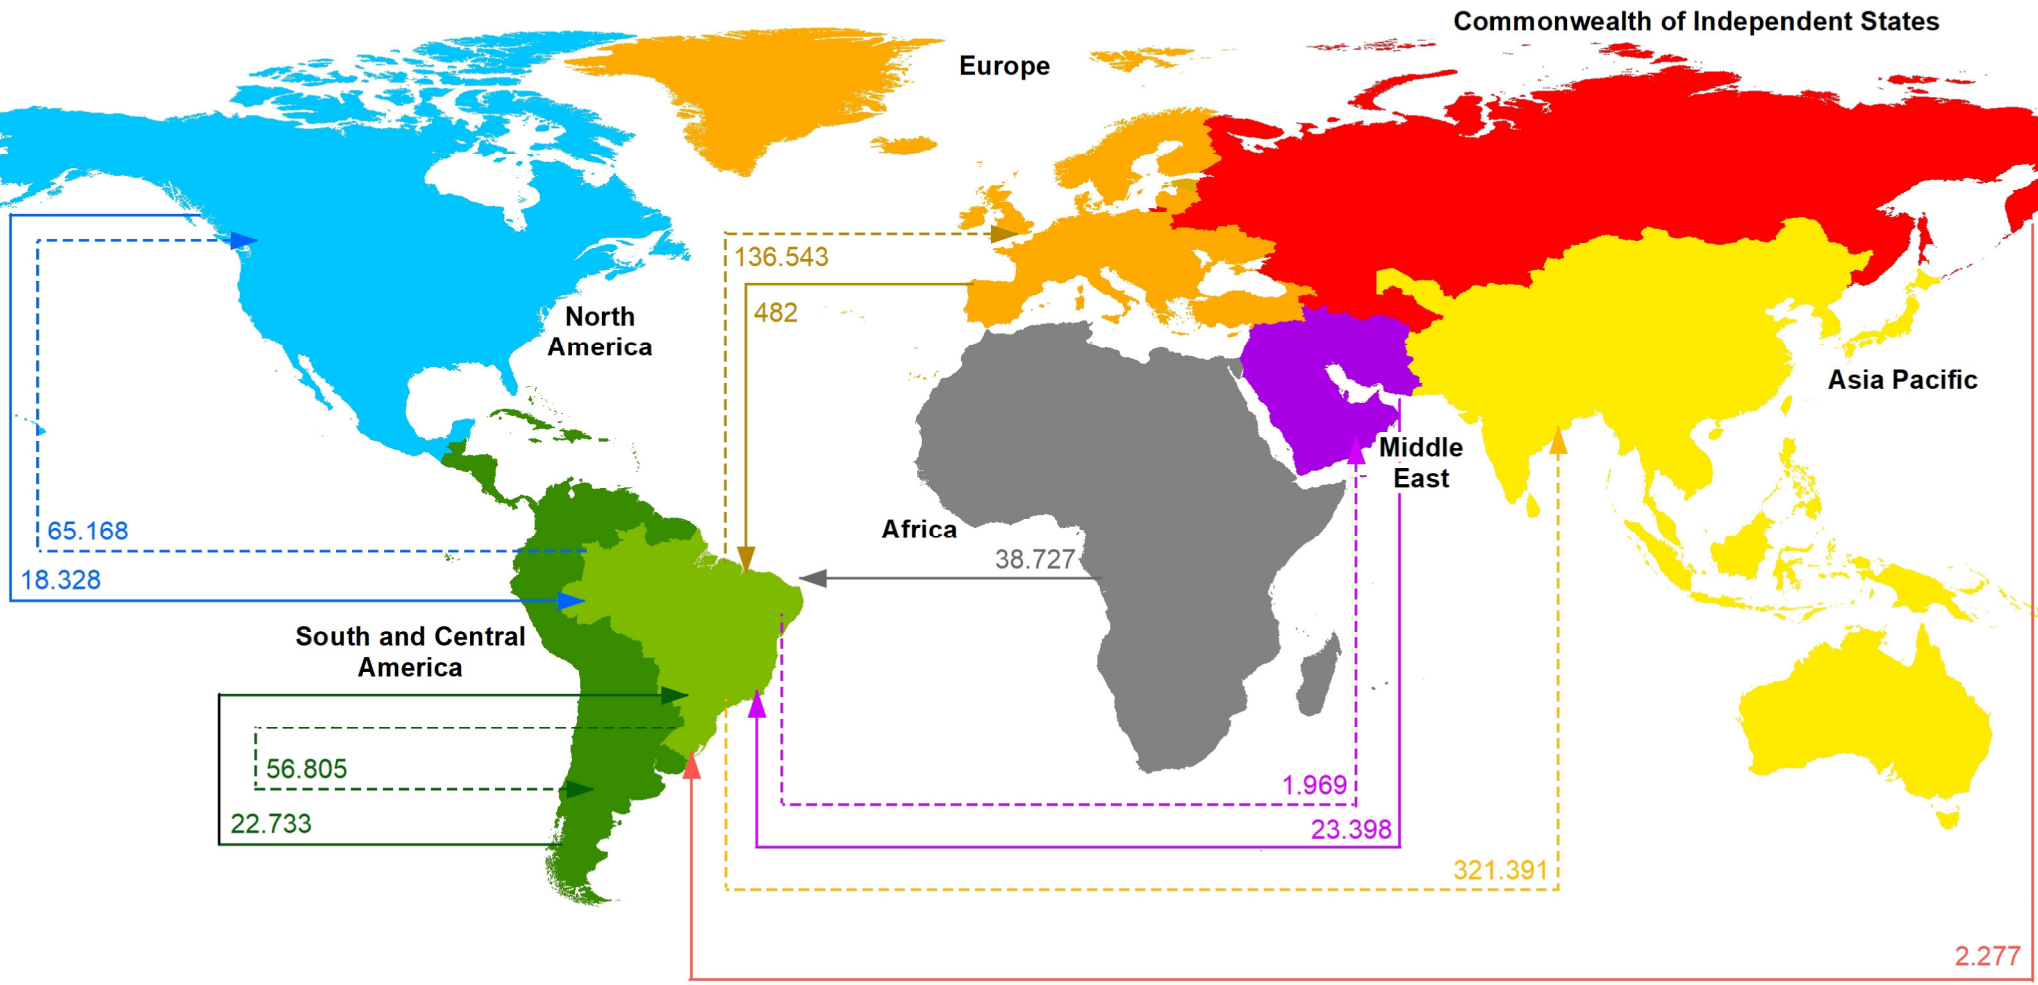 Commonwealth of Independent States
Europe
136.543
482
North
America
Asia Pacific
Middle
East
65.168
Africa
38.727
18.328
South and Central
America
56.805
1.969
22.733
23.398
321.391
2.277